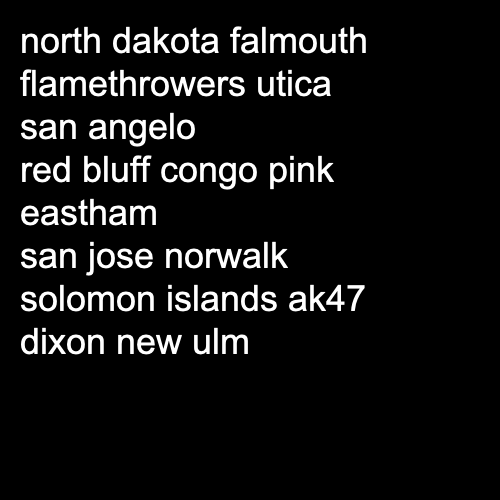 north dakota falmouth
flamethrowers utica
san angelo
red bluff congo pink
eastham
san jose norwalk
solomon islands ak47
dixon new ulm